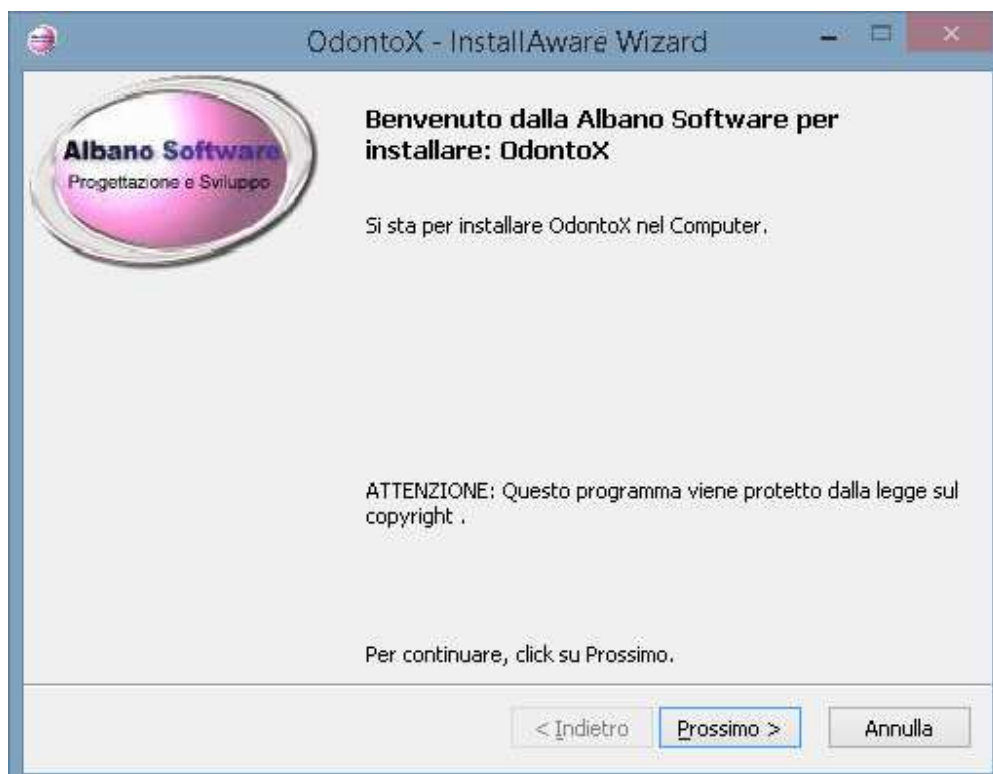 OdontoX - InstallAware Wizard
Albano Software
Progettazione e Sviluppo
Benvenuto dalla Albano Software per
installare: OdontoX
Si sta per installare OdontoX nel Computer.
ATTENZIONE: Questo programma viene protetto dalla legge sul
copyright .
Per continuare, click su Prossimo.
< Indietro
Prossimo >
Annulla